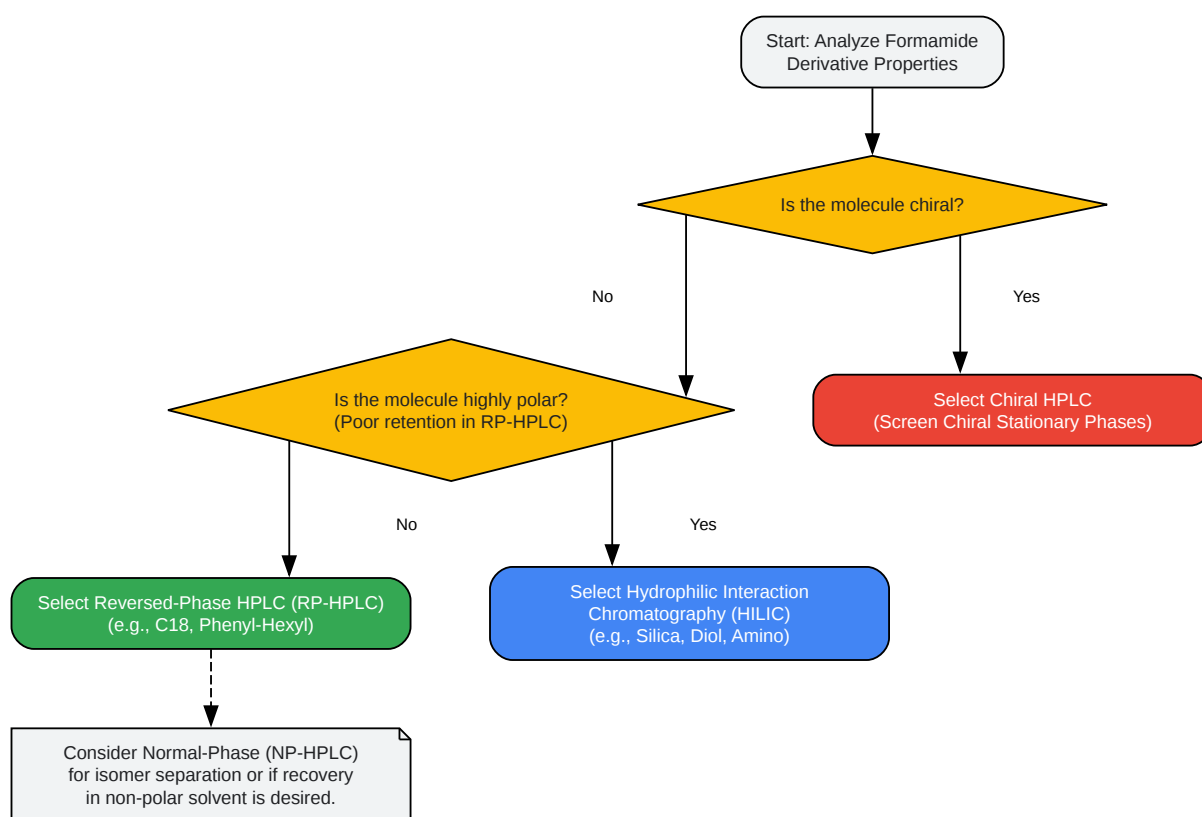 Start: Analyze Formamide
Derivative Properties
Is the molecule chiral?
No
Yes
Is the molecule highly polar?
(Poor retention in RP-HPLC)
Select Chiral HPLC
(Screen Chiral Stationary Phases)
No
Yes
Select Reversed-Phase HPLC (RP-HPLC)
(e.g., C18, Phenyl-Hexyl)
Select Hydrophilic Interaction
Chromatography (HILIC)
(e.g., Silica, Diol, Amino)
Consider Normal-Phase (NP-HPLC)
for isomer separation or if recovery
in non-polar solvent is desired.